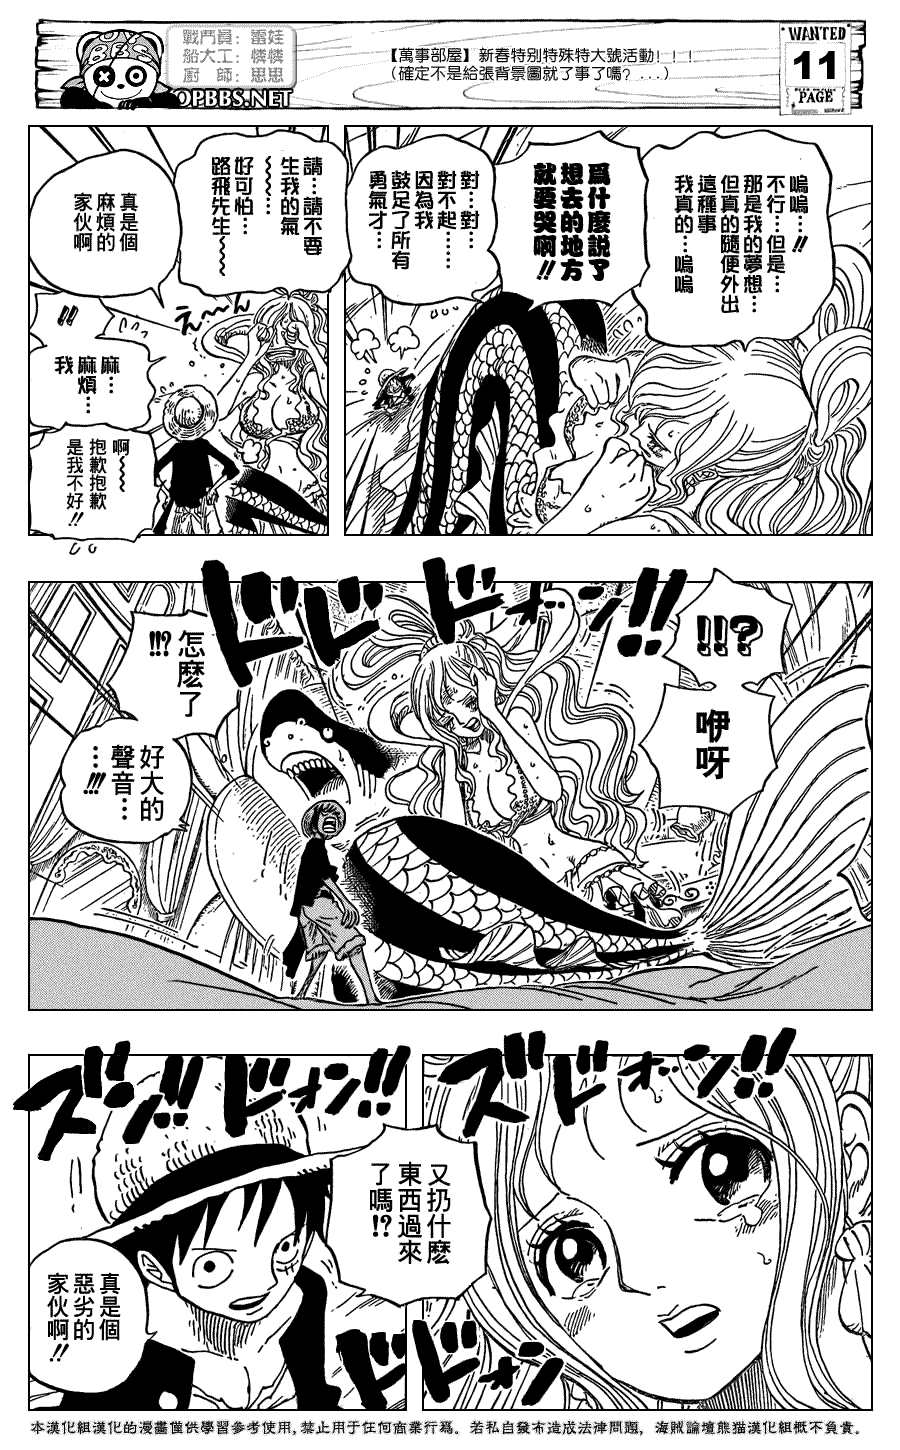 戰鬥員：雷娃
船大工：憐憐
廚　師：思思
OPBBS.NET
【萬事部屋】新春特別特殊特大號活動！！！
（確定不是給張背景圖就了事了嗎？...）
WANTED
11
PAGE
嗚嗚…!!
不行…但是…
那是我的夢想…
但真的隨便外出
這種事
我真的…嗚嗚
爲什麼說了
想去的地方
就要哭啊!!
對…對…
對不起……
因為我
鼓足了所有
勇氣才…
請…請不要
生我的氣
～～～…
好可怕…
路飛先生～
真是個
麻煩的
家伙啊
え〜〜ん
!!
麻…
麻煩…
我
啊～～
抱歉抱歉
是我不好!!
!!?
咿呀
ドォン!!
ドドド
怎麼了
!!?
好大的
聲音…
…!!!
ドォン!!
又扔什麼
東西過來
了嗎!?
ドォン
ドォン!!
ズン!!
真是個
惡劣的
家伙啊!!
本漢化組漢化的漫畫僅供學習參考使用,禁止用于任何商業行爲。若私自發布造成法律問題，海賊論壇熊猫漢化組概不負責。